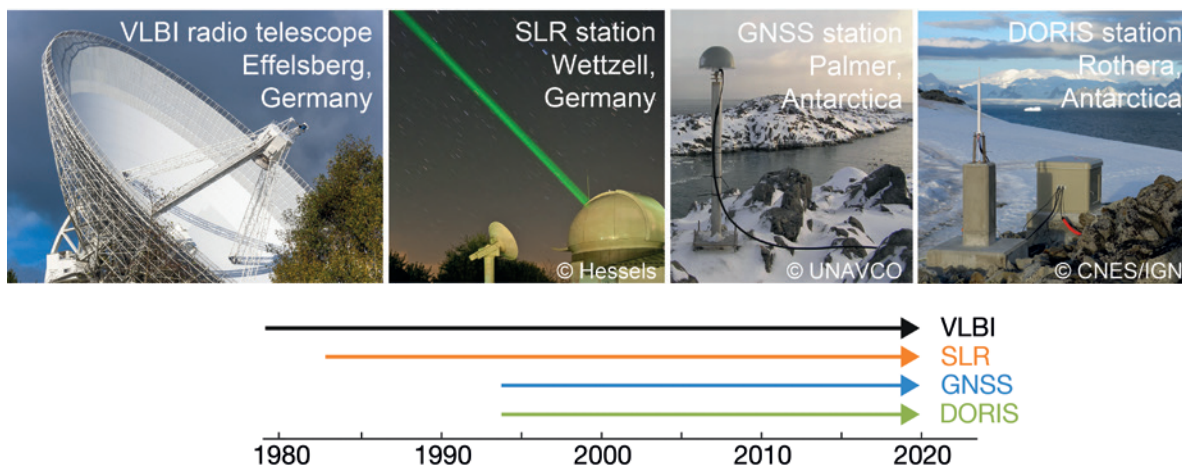 VLBI radio telescope
Effelsberg,
Germany
SLR station
Wettzell,
Germany
© Hessels
GNSS station
Palmer,
Antarctica
© UNAVCO
DORIS station
Rothera,
Antarctica
© CNES/IGN
VLBI
SLR
GNSS
DORIS
1980 1990 2000 2010 2020